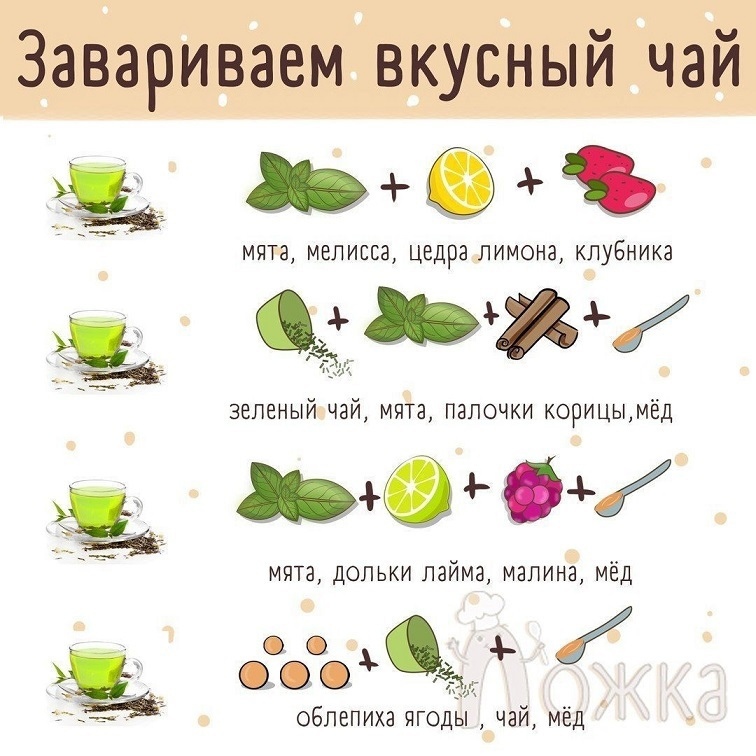 Завариваем вкусный чай
мята, мелисса, цедра лимона, клубника
зеленый чай, мята, палочки корицы,мёд
мята, дольки лайма, малина, мёд
Ложка
облепиха ягоды , чай, мёд